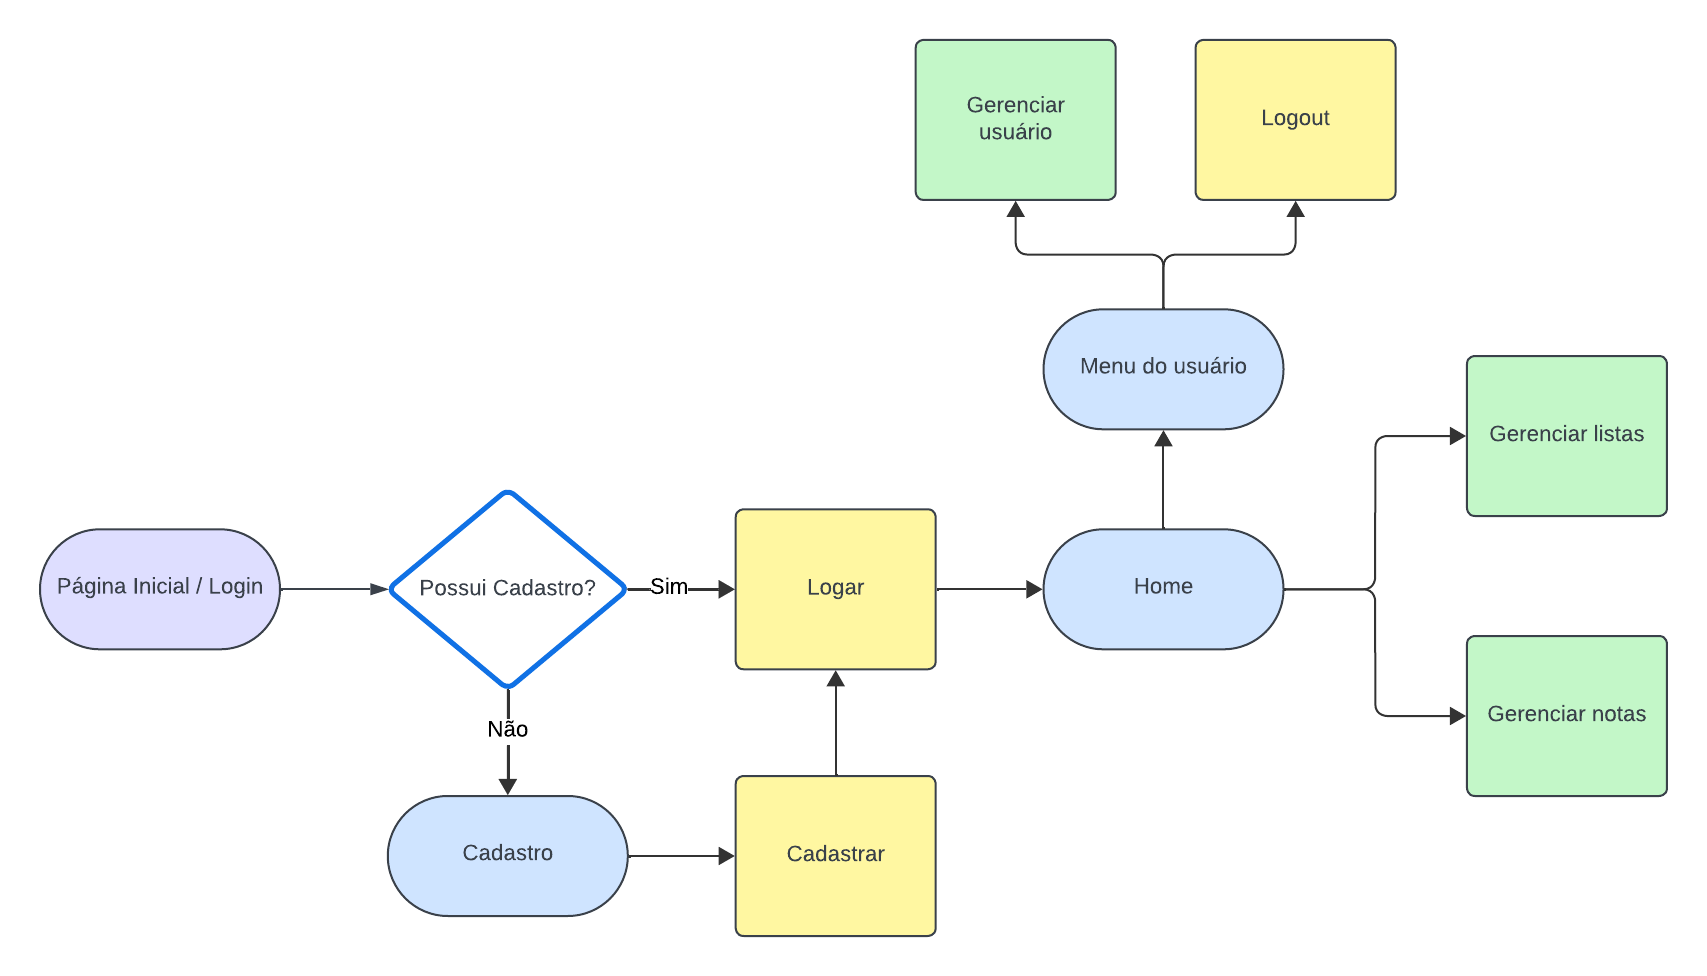 Gerenciar
usuário
Logout
Menu do usuário
Gerenciar listas
Página Inicial / Login
Possui Cadastro?
Sim
Logar
Home
Gerenciar notas
Não
Cadastro
Cadastrar